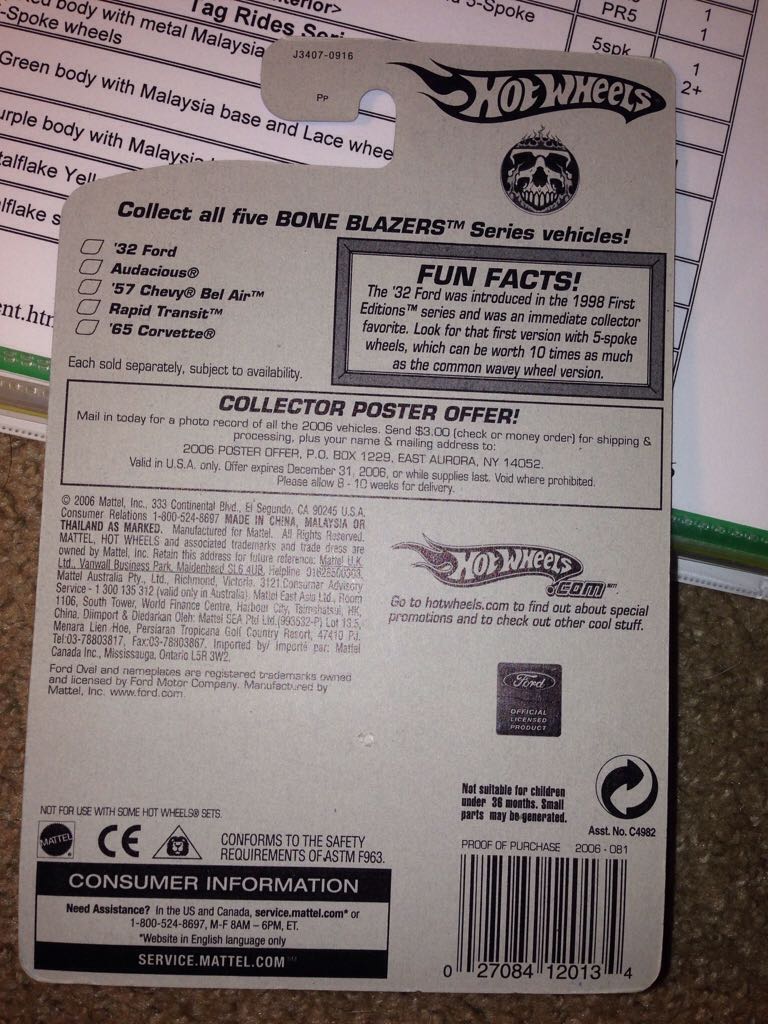 terior>
d 5-Spoke
PR5
1
ed body with metal Malaysia
Tag Rides Seri
1
-Spoke wheels
5spk
1
2+
Green body with Malaysia base and Lace whee
urple body with Malaysia
talflake Yell
alflake s
ent.htm
J3407-0916
PP
HOT WHEELS
Collect all five BONE BLAZERS™ Series vehicles!
'32 Ford
Audacious®
'57 Chevy® Bel Air™
Rapid Transit™
'65 Corvette®
Each sold separately, subject to availability.
FUN FACTS!
The '32 Ford was introduced in the 1998 First
Editions™ series and was an immediate collector
favorite. Look for that first version with 5-spoke
wheels, which can be worth 10 times as much
as the common wavey wheel version.
COLLECTOR POSTER OFFER!
Mail in today for a photo record of all the 2006 vehicles. Send $3.00 (check or money order) for shipping &
processing, plus your name & mailing address to:
2006 POSTER OFFER, P.O. BOX 1229, EAST AURORA, NY 14052.
Valid in U.S.A. only. Offer expires December 31, 2006, or while supplies last. Void where prohibited.
Please allow 8 - 10 weeks for delivery.
© 2006 Mattel, Inc., 333 Continental Blvd., El Segundo, CA 90245 U.S.A.
Consumer Relations 1-800-524-8697 MADE IN CHINA, MALAYSIA OR
THAILAND AS MARKED. Manufactured for Mattel. All Rights Reserved.
MATTEL, HOT WHEELS and associated trademarks and trade dress are
owned by Mattel, Inc. Retain this address for future reference: Mattel U.K.
Ltd., Vanwall Business Park, Maidenhead SL6 4UB. Helpline 01628500303.
Mattel Australia Pty., Ltd., Richmond, Victoria. 3121.Consumer Advisory
Service - 1 300 135 312 (valid only in Australia). Mattel East Asia Ltd., Room
1106, South Tower, World Finance Centre, Harbour City, Tsimshatsui, HK,
China. Diimport & Diedarkan Oleh: Mattel SEA Ptd Ltd.(993532-P) Lot 13.5,
Menara Lien Hoe, Persiaran Tropicana Golf Country Resort, 47410 PJ.
Tel:03-78803817, Fax:03-78803867. Imported by/ Importé par: Mattel
Canada Inc., Mississauga, Ontario L5R 3W2.
Ford Oval and nameplates are registered trademarks owned
and licensed by Ford Motor Company. Manufactured by
Mattel, Inc. www.ford.com
HOT WHEELS
.COM™
Go to hotwheels.com to find out about special
promotions and to check out other cool stuff.
Ford
OFFICIAL
LICENSED
PRODUCT
Not suitable for children
under 36 months. Small
parts may be generated.
Asst. No. C4982
NOT FOR USE WITH SOME HOT WHEELS® SETS.
MATTEL
CE
CONFORMS TO THE SAFETY
REQUIREMENTS OF ASTM F963.
CONSUMER INFORMATION
Need Assistance? In the US and Canada, service.mattel.com* or
1-800-524-8697, M-F 8AM – 6PM, ET.
*Website in English language only
SERVICE.MATTEL.COM™
PROOF OF PURCHASE 2006 - 081
0 27084 12013 4